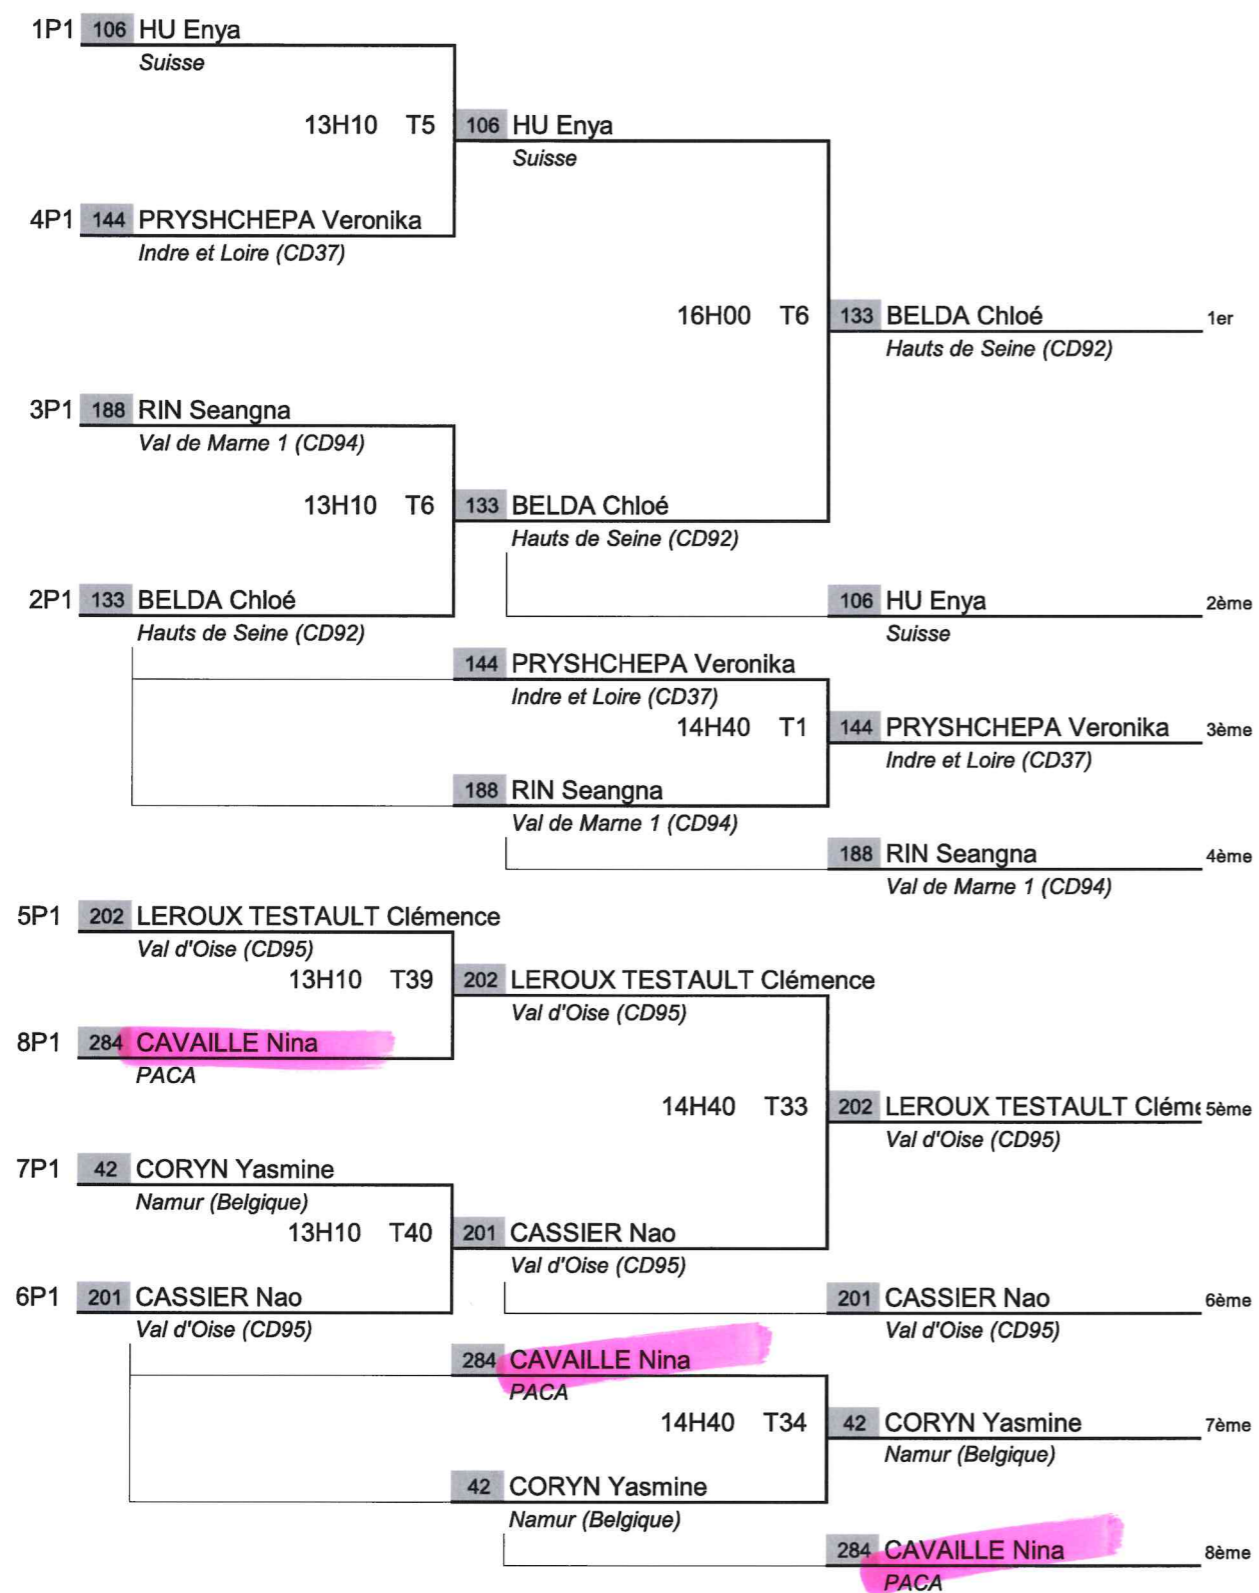 1P1 106 HU Enya
Suisse
13H10 T5 106 HU Enya
Suisse
4P1 144 PRYSHCHEPA Veronika
Indre et Loire (CD37)
16H00 T6 133 BELDA Chloé 1er
Hauts de Seine (CD92)
3P1 188 RIN Seangna
Val de Marne 1 (CD94)
13H10 T6 133 BELDA Chloé
Hauts de Seine (CD92)
2P1 133 BELDA Chloé 106 HU Enya 2ème
Hauts de Seine (CD92) Suisse
144 PRYSHCHEPA Veronika
Indre et Loire (CD37)
14H40 T1 144 PRYSHCHEPA Veronika 3ème
Indre et Loire (CD37)
188 RIN Seangna
Val de Marne 1 (CD94)
188 RIN Seangna 4ème
Val de Marne 1 (CD94)
5P1 202 LEROUX TESTAULT Clémence
Val d'Oise (CD95)
13H10 T39 202 LEROUX TESTAULT Clémence
Val d'Oise (CD95)
8P1 284 CAVAILLE Nina
PACA
14H40 T33 202 LEROUX TESTAULT Cléme 5ème
Val d'Oise (CD95)
7P1 42 CORYN Yasmine
Namur (Belgique)
13H10 T40 201 CASSIER Nao
Val d'Oise (CD95)
6P1 201 CASSIER Nao 201 CASSIER Nao 6ème
Val d'Oise (CD95) Val d'Oise (CD95)
284 CAVAILLE Nina
PACA
14H40 T34 42 CORYN Yasmine 7ème
Namur (Belgique)
42 CORYN Yasmine
Namur (Belgique)
284 CAVAILLE Nina 8ème
PACA